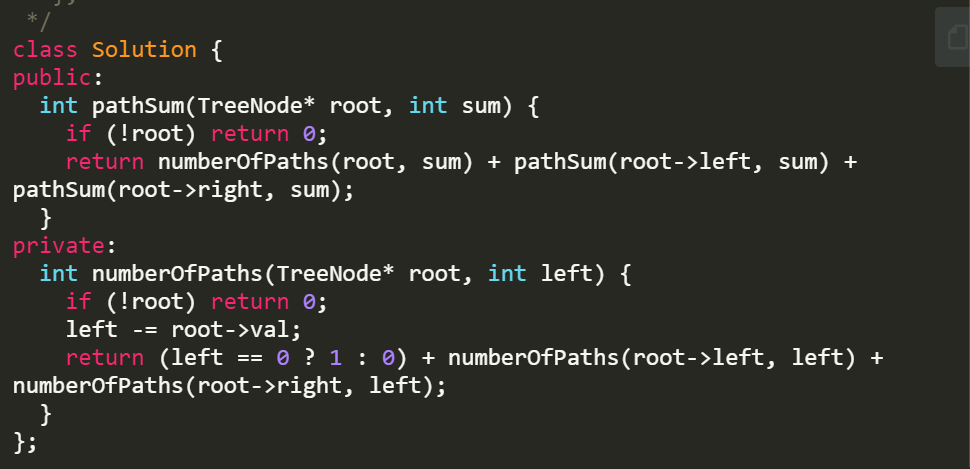 */
class Solution {
public:
  int pathSum(TreeNode* root, int sum) {
    if (!root) return 0;
    return numberOfPaths(root, sum) + pathSum(root->left, sum) +
pathSum(root->right, sum);
  }
private:
  int numberOfPaths(TreeNode* root, int left) {
    if (!root) return 0;
    left -= root->val;
    return (left == 0 ? 1 : 0) + numberOfPaths(root->left, left) +
numberOfPaths(root->right, left);
  }
};